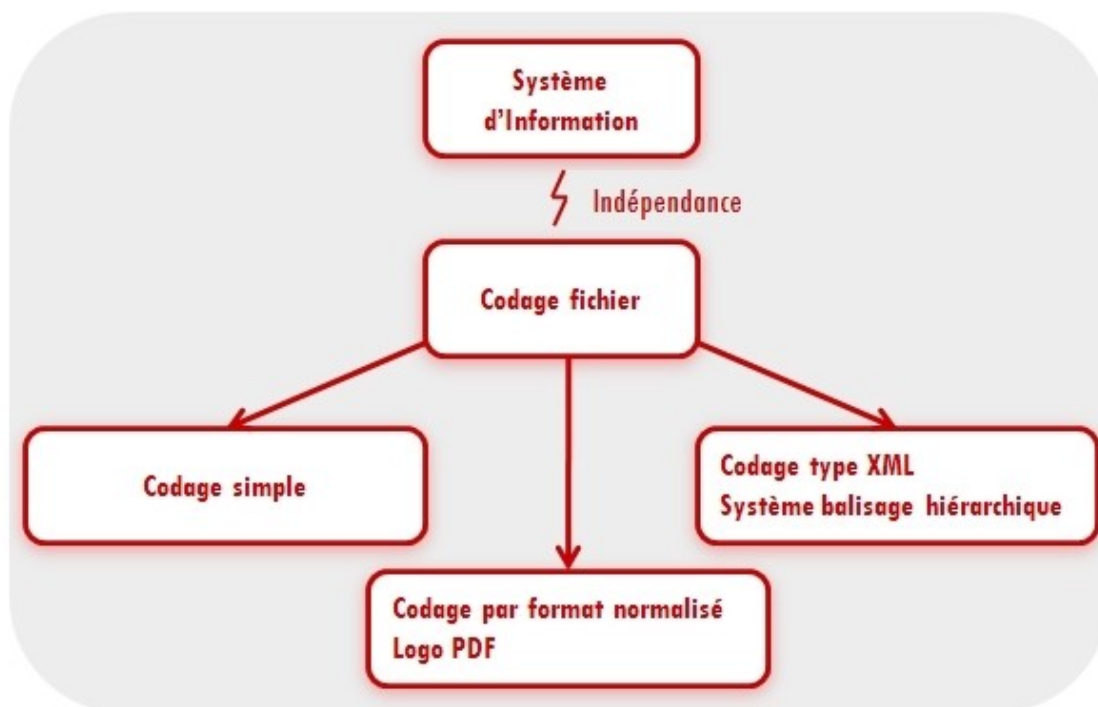 Système
d'Information
Indépendance
Codage fichier
Codage simple
Codage type XML
Système balisage hiérarchique
Codage par format normalisé
Logo PDF